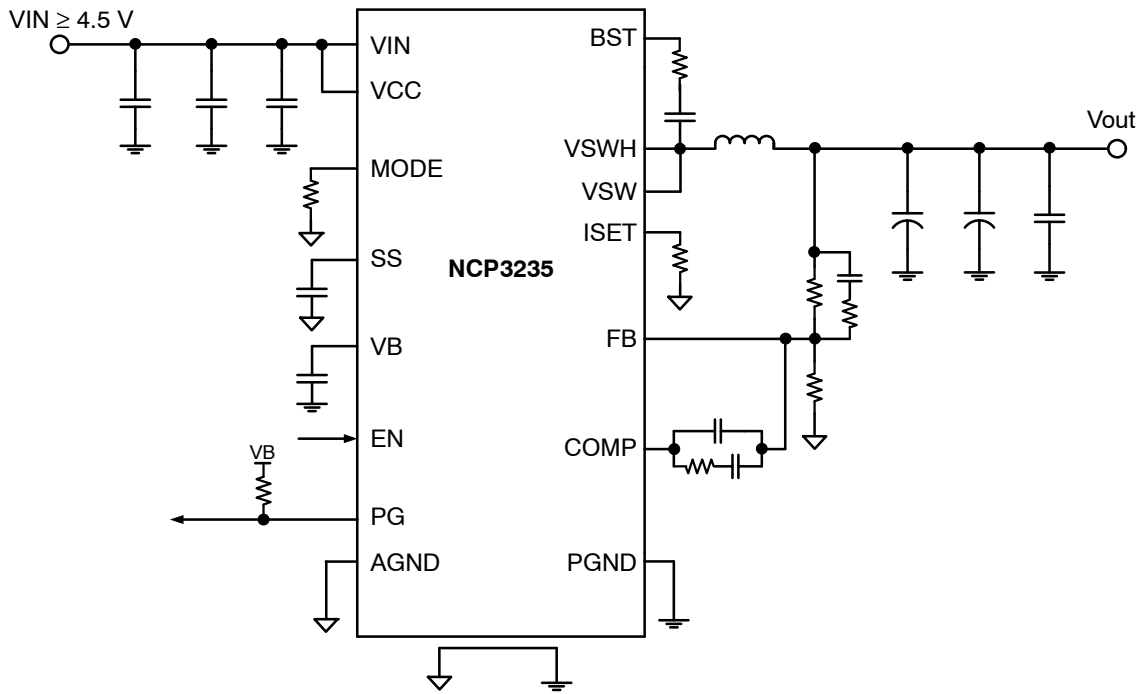 VIN ≥ 4.5 V
VIN
VCC
MODE
SS
VB
EN
VB
PG
AGND
NCP3235
BST
VSWH
VSW
ISET
FB
COMP
PGND
Vout